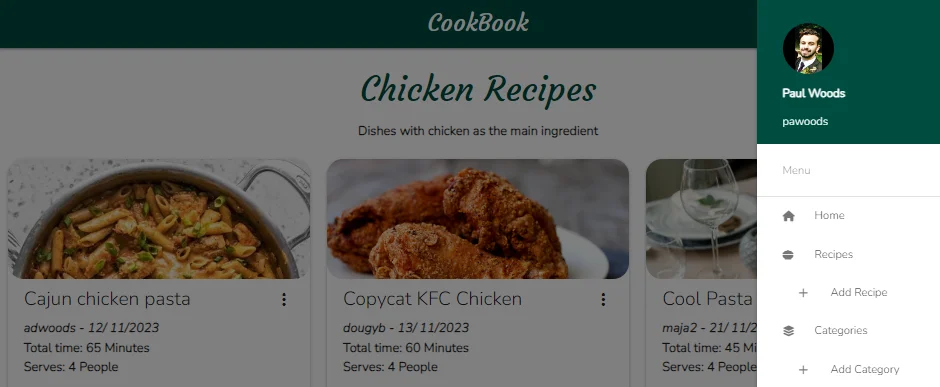 CookBook
Chicken Recipes
Dishes with chicken as the main ingredient
Cajun chicken pasta
adwoods - 12/ 11/2023
Total time: 65 Minutes
Serves: 4 People
Copycat KFC Chicken
dougyb - 13/ 11/2023
Total time: 60 Minutes
Serves: 4 People
Cool Pasta
maja2 - 21/ 11/2
Total time: 45 Mi
Serves: 4 People
Paul Woods
pawoods
Menu
Home
Recipes
Add Recipe
Categories
Add Category